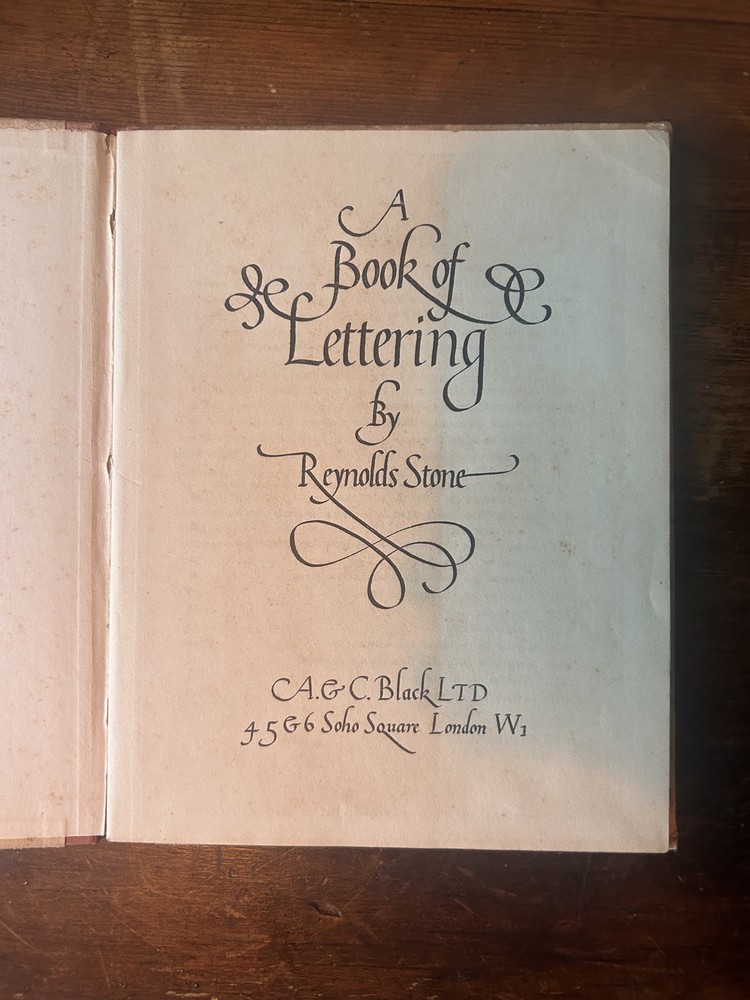 A
Book of
Lettering
By
Reynolds Stone
A. & C. Black LTD
4 5 & 6 Soho Square London W1